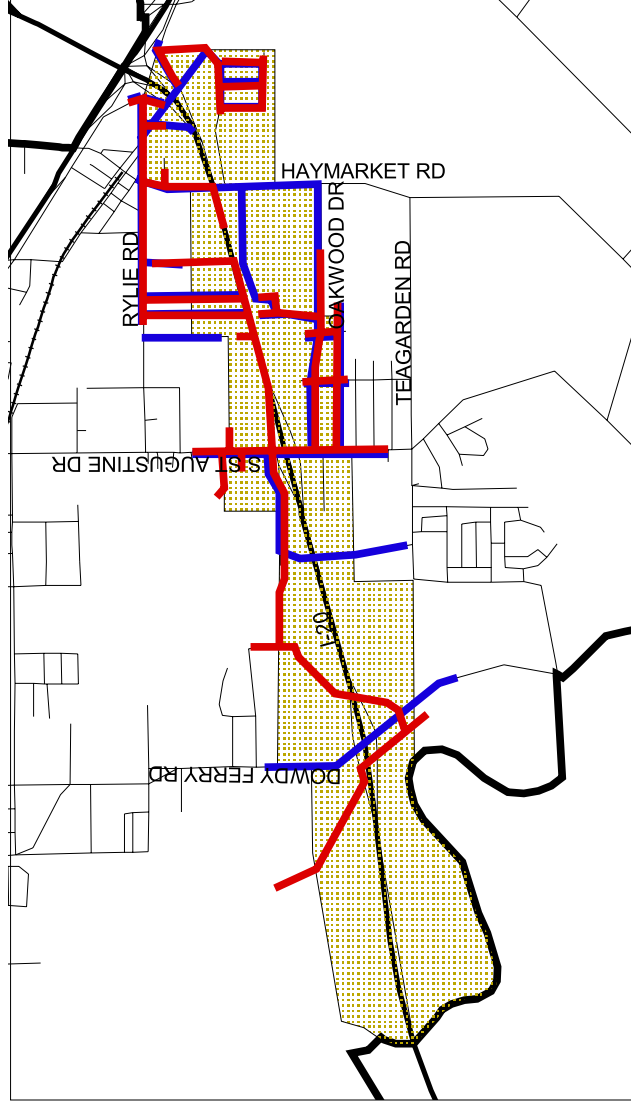 HAYMARKET RD
OAKWOOD DR
RYLIE RD
TEAGARDEN RD
S ST AUGUSTINE DR
I-20
DOWDY FERRY RD